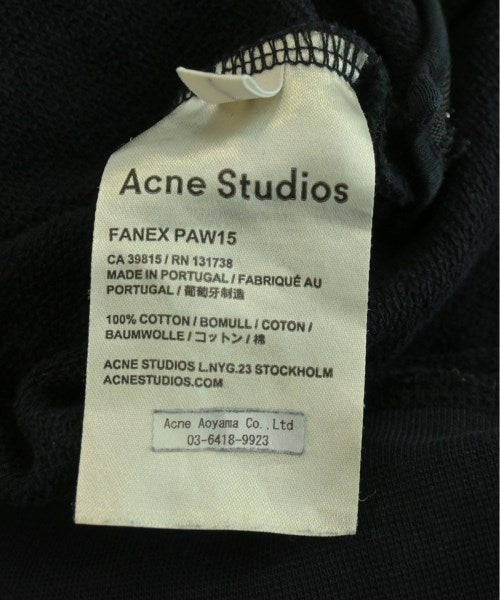 Acne Studios
FANEX PAW15
CA 39815 / RN 131738
MADE IN PORTUGAL / FABRIQUÉ AU
PORTUGAL / 葡萄牙制造
100% COTTON / BOMULL / COTON /
BAUMWOLLE / コットン / 棉
ACNE STUDIOS L.NYG.23 STOCKHOLM
ACNESTUDIOS.COM
Acne Aoyama Co.,Ltd
03-6418-9923